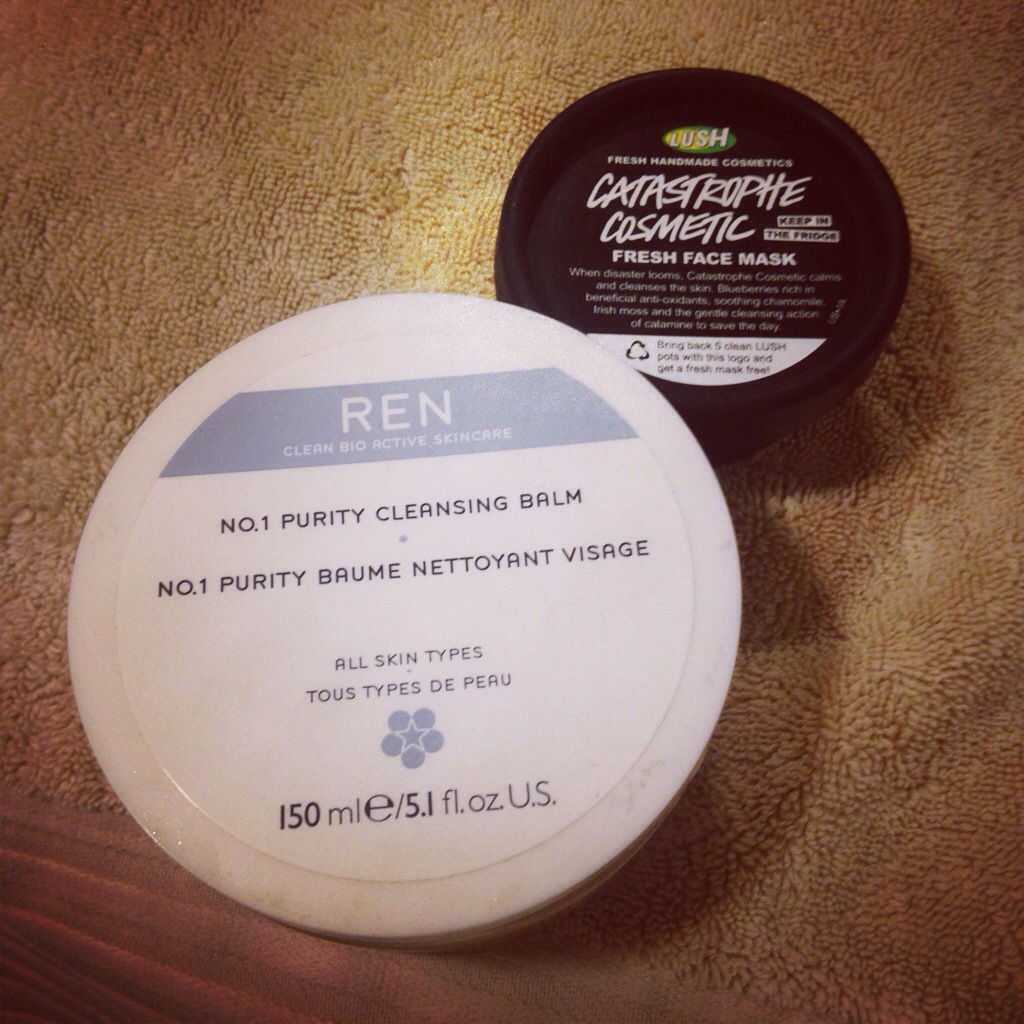 LUSH
FRESH HANDMADE COSMETICS
CATASTROPHE
COSMETIC
KEEP IN
THE FRIDGE
FRESH FACE MASK
When disaster looms, Catastrophe Cosmetic calms
and cleanses the skin. Blueberries rich in
beneficial anti-oxidants, soothing chamomile,
Irish moss and the gentle cleansing action
of calamine to save the day.
Bring back 5 clean LUSH
pots with this logo and
get a fresh mask free!
REN
CLEAN BIO ACTIVE SKINCARE
NO.1 PURITY CLEANSING BALM
NO.1 PURITY BAUME NETTOYANT VISAGE
ALL SKIN TYPES
TOUS TYPES DE PEAU
150 ml℮/5.1 fl.oz.U.S.